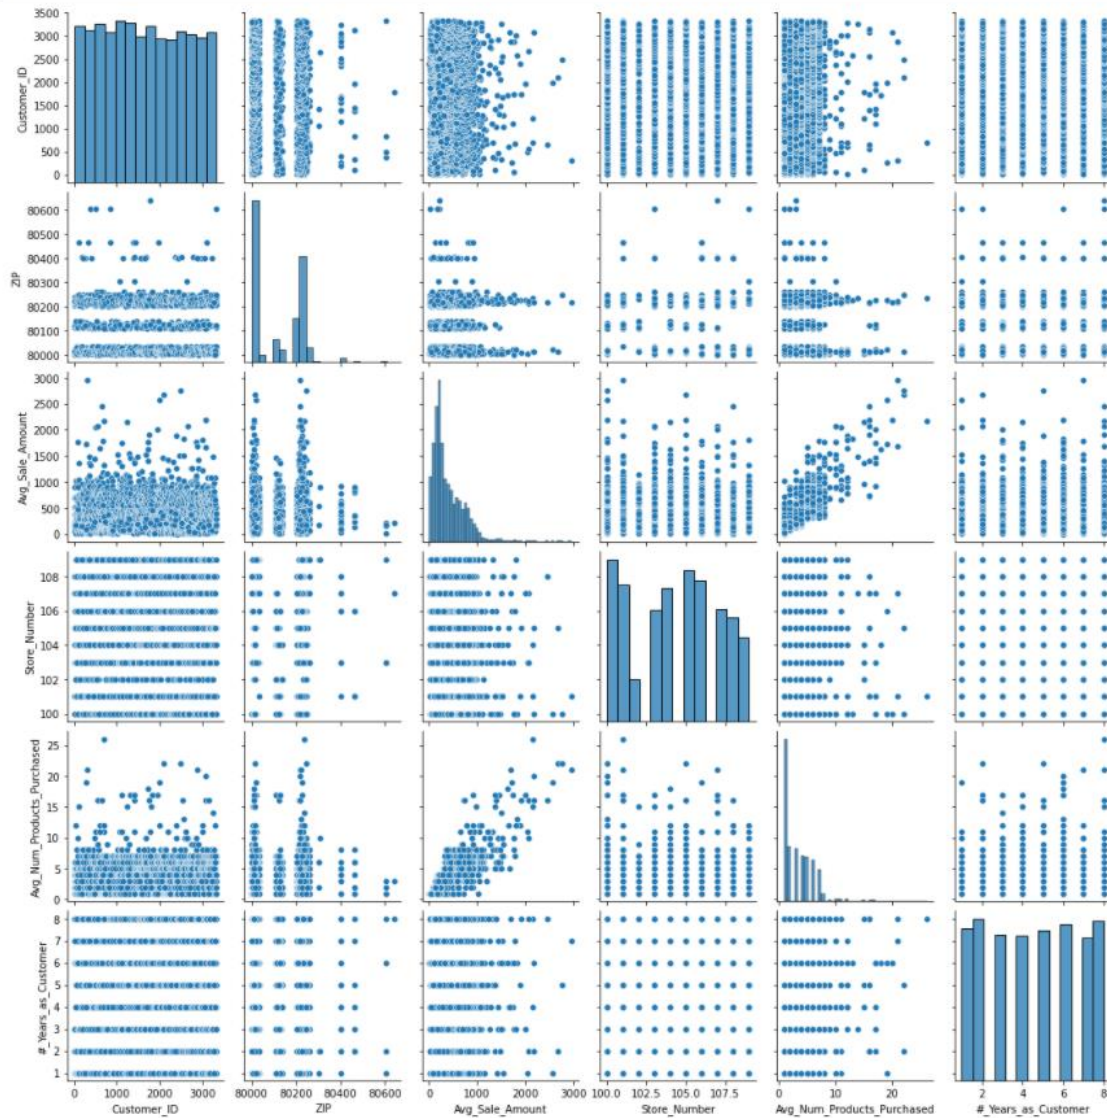 3500
3000
2500
2000
1500
1000
500
0
Customer_ID
80600
80500
80400
80300
80200
80100
80000
ZIP
3000
2500
2000
1500
1000
500
0
Avg_Sale_Amount
108
106
104
102
100
Store_Number
25
20
15
10
5
0
Avg_Num_Products_Purchased
8
7
6
5
4
3
2
1
#_Years_as_Customer
0 1000 2000 3000
Customer_ID
80000 80200 80400 80600
ZIP
0 1000 2000 3000
Avg_Sale_Amount
100.0 102.5 105.0 107.5
Store_Number
0 10 20
Avg_Num_Products_Purchased
2 4 6 8
#_Years_as_Customer